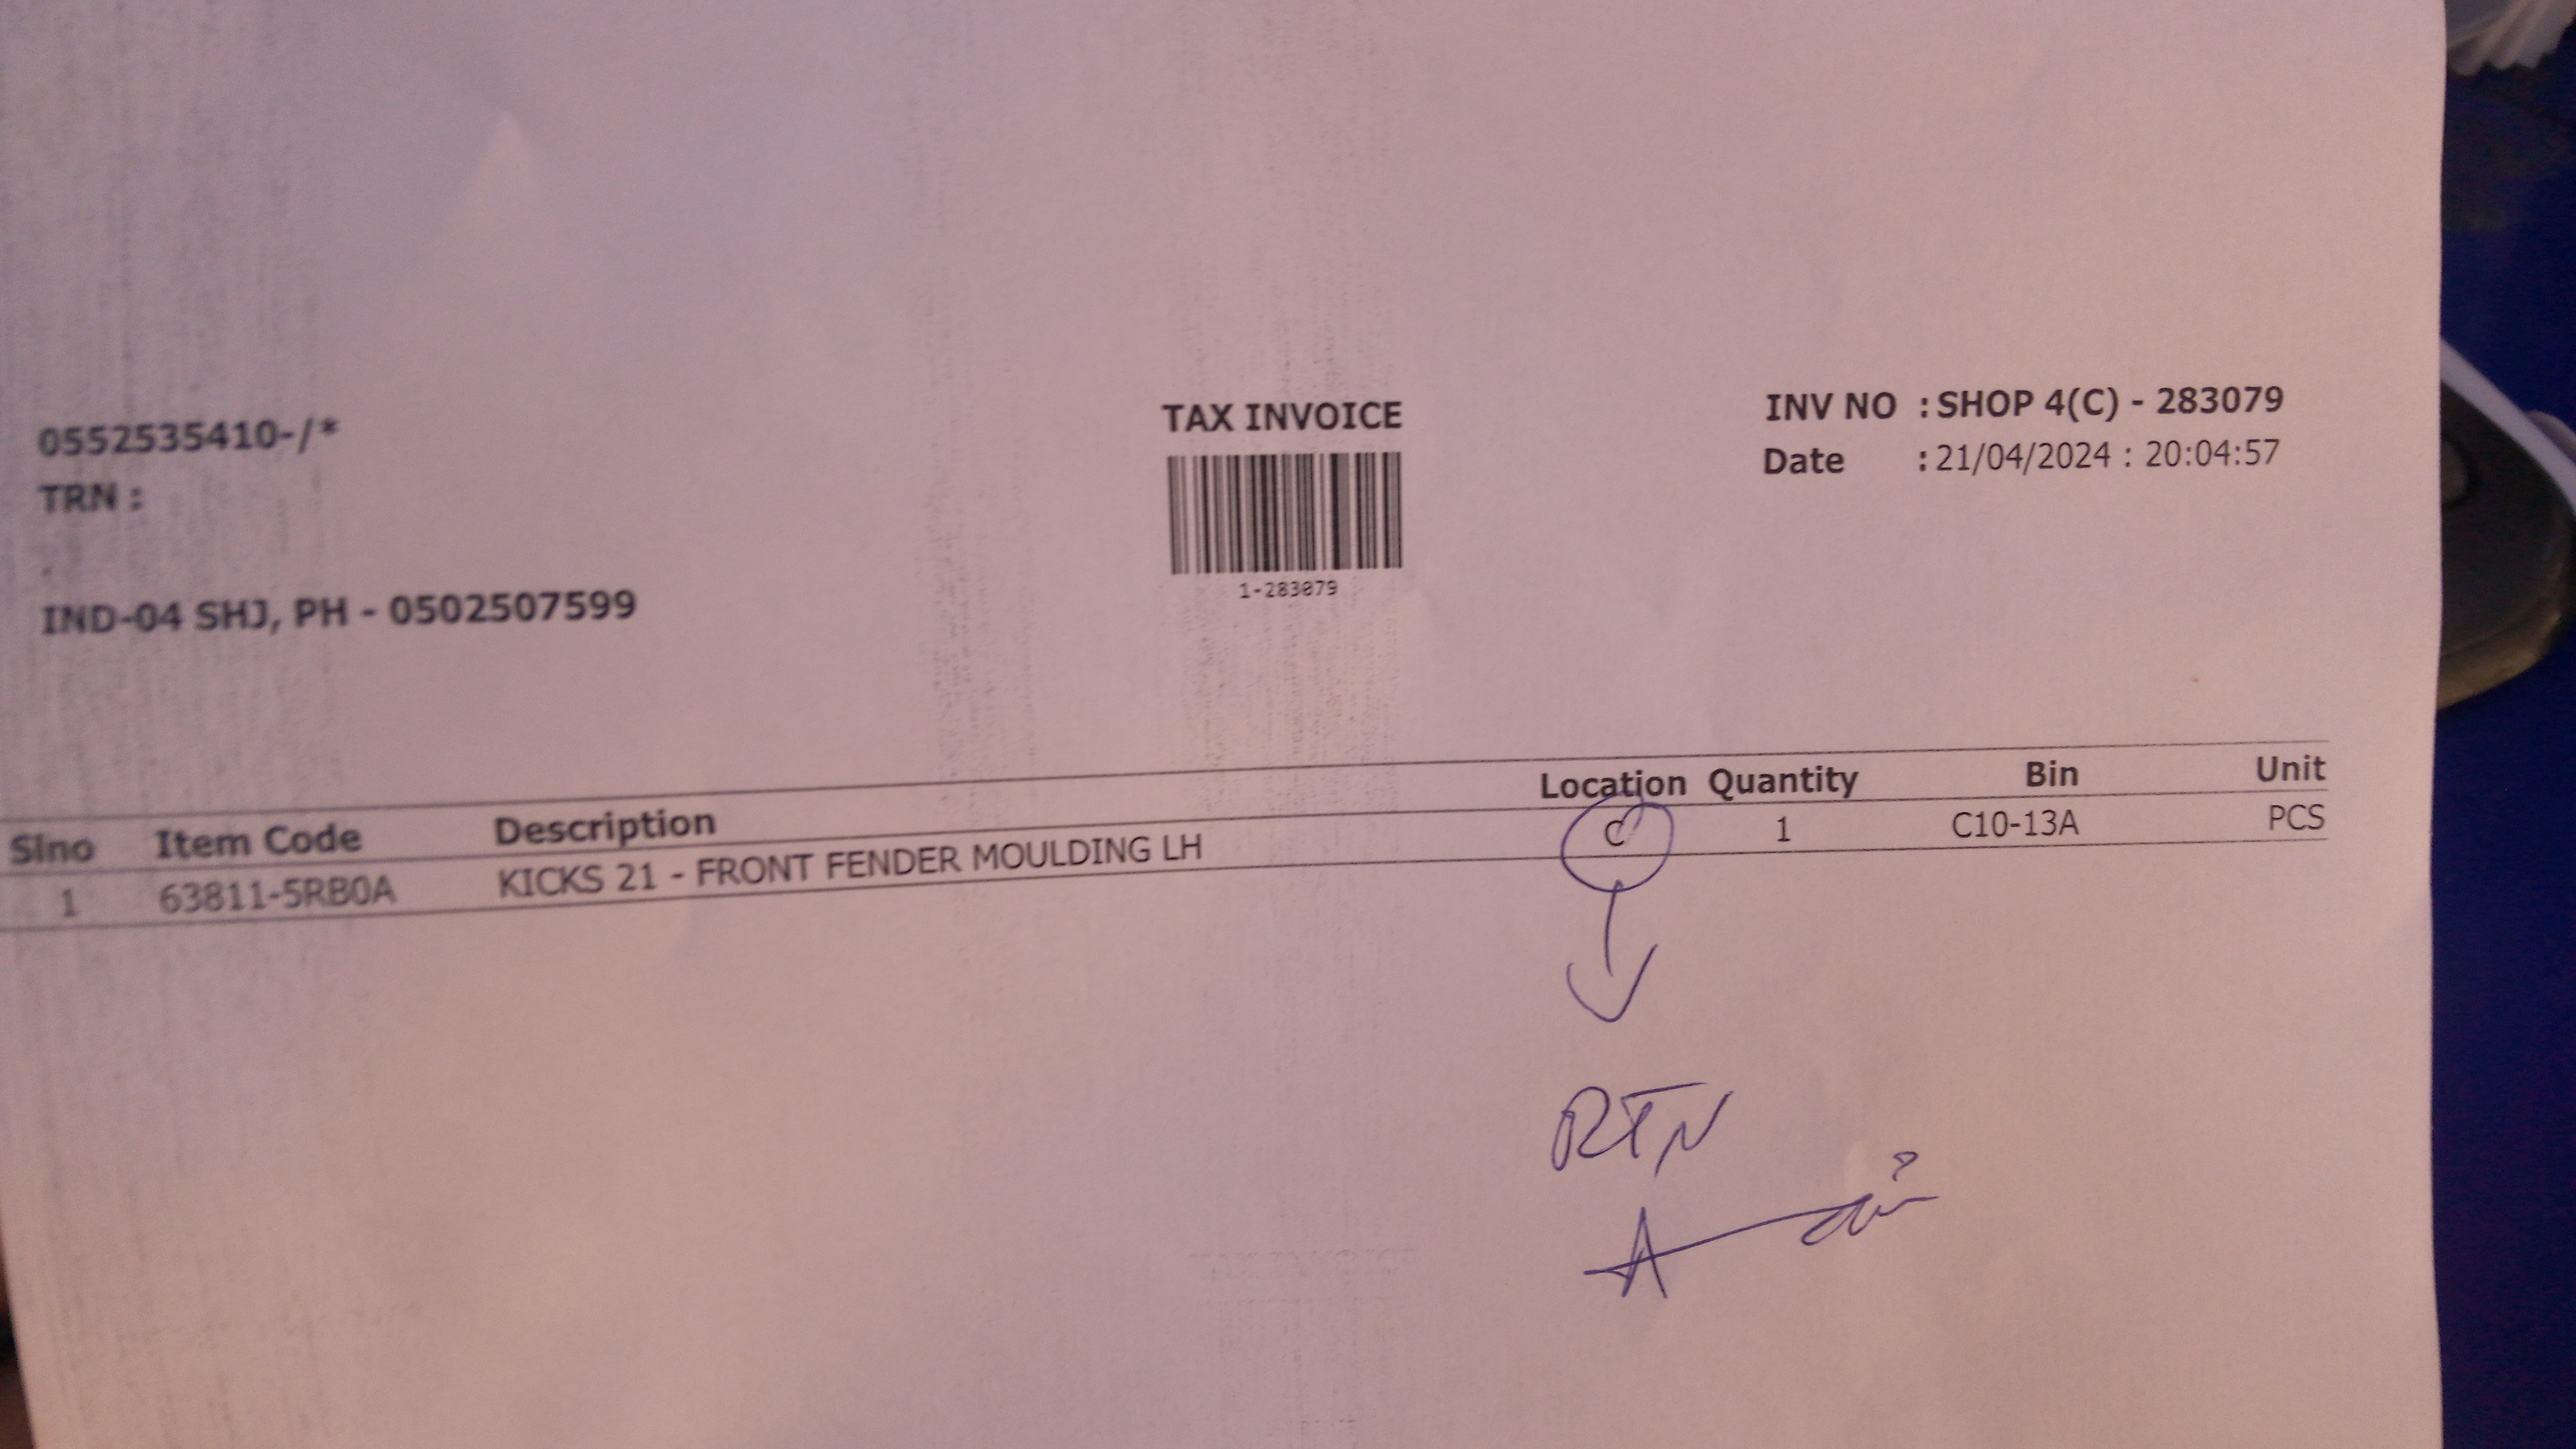 0552535410-/*
TRN :
IND-04 SHJ, PH - 0502507599
TAX INVOICE
1-283079
INV NO : SHOP 4(C) - 283079
Date : 21/04/2024 : 20:04:57
Slno Item Code Description Location Quantity Bin Unit
1 63811-5RB0A KICKS 21 - FRONT FENDER MOULDING LH C 1 C10-13A PCS
RTN